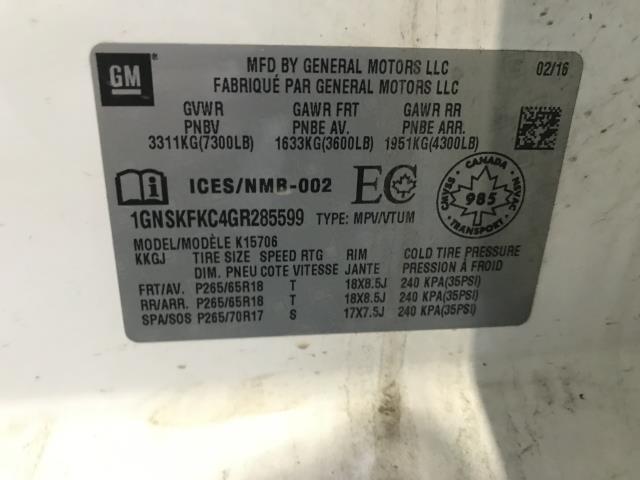 GM
MFD BY GENERAL MOTORS LLC
FABRIQUÉ PAR GENERAL MOTORS LLC
02/16
GVWR GAWR FRT GAWR RR
PNBV PNBE AV. PNBE ARR.
3311KG(7300LB) 1633KG(3600LB) 1951KG(4300LB)
ICES/NMB-002 EC
CANADA
CMVSS 985 NSVAC
TRANSPORT
1GNSKFKC4GR285599 TYPE: MPV/VTUM
MODEL/MODÈLE K15706
KKGJ TIRE SIZE SPEED RTG RIM COLD TIRE PRESSURE
DIM. PNEU COTE VITESSE JANTE PRESSION À FROID
FRT/AV. P265/65R18 T 18X8.5J 240 KPA(35PSI)
RR/ARR. P265/65R18 T 18X8.5J 240 KPA(35PSI)
SPA/SOS P265/70R17 S 17X7.5J 240 KPA(35PSI)